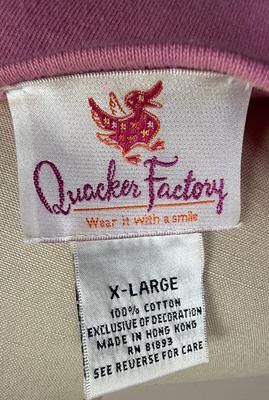 Quacker Factory
Wear it with a smile
X-LARGE
100% COTTON
EXCLUSIVE OF DECORATION
MADE IN HONG KONG
RN 81893
SEE REVERSE FOR CARE